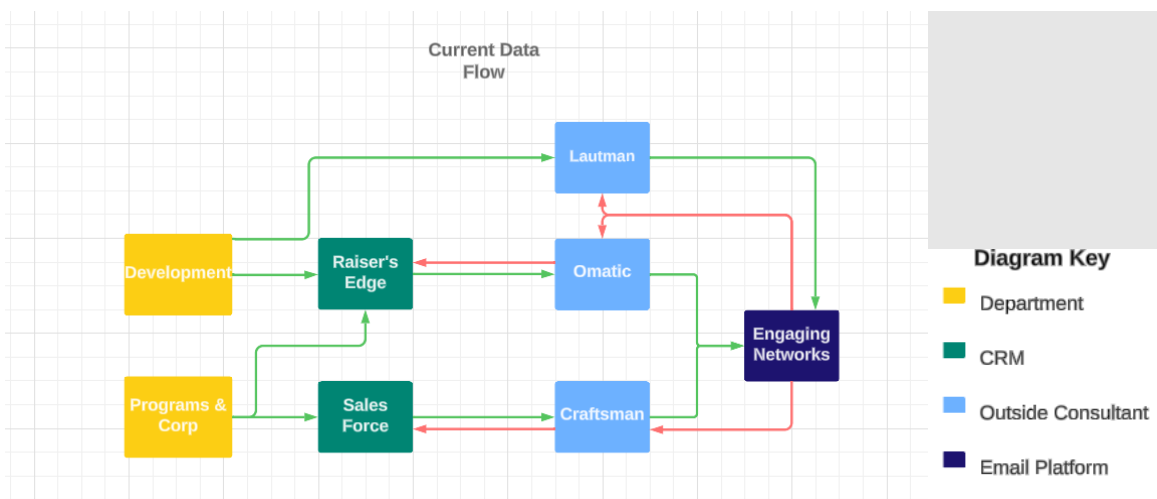 Current Data
Flow
Lautman
Development
Raiser's
Edge
Omatic
Engaging
Networks
Programs &
Corp
Sales
Force
Craftsman
Diagram Key
Department
CRM
Outside Consultant
Email Platform